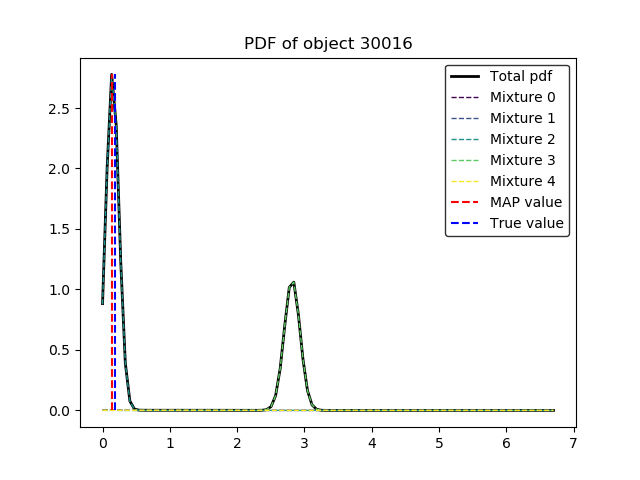 PDF of object 30016
Total pdf
Mixture 0
Mixture 1
Mixture 2
Mixture 3
Mixture 4
MAP value
True value
2.5
2.0
1.5
1.0
0.5
0.0
0 1 2 3 4 5 6 7